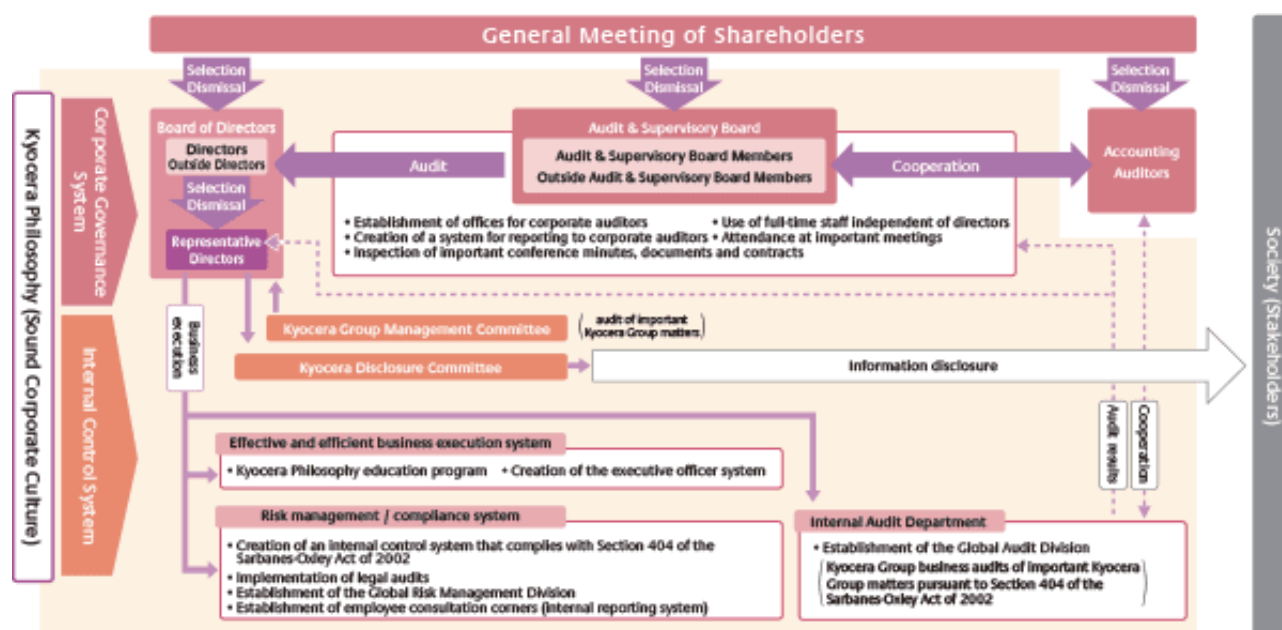 General Meeting of Shareholders
Selection
Dismissal
Selection
Dismissal
Selection
Dismissal
Kyocera Philosophy (Sound Corporate Culture)
Corporate Governance
System
Board of Directors
Directors
Outside Directors
Selection
Dismissal
Representative
Directors
Audit
Audit & Supervisory Board
Audit & Supervisory Board Members
Outside Audit & Supervisory Board Members
Cooperation
Accounting
Auditors
• Establishment of offices for corporate auditors
• Use of full-time staff independent of directors
• Creation of a system for reporting to corporate auditors
• Attendance at important meetings
• Inspection of important conference minutes, documents and contracts
Society (Stakeholders)
Internal Control System
Business
execution
Kyocera Group Management Committee
(audit of important
Kyocera Group matters)
Kyocera Disclosure Committee
Information disclosure
Audit results
Cooperation
Effective and efficient business execution system
• Kyocera Philosophy education program
• Creation of the executive officer system
Risk management / compliance system
• Creation of an internal control system that complies with Section 404 of the
Sarbanes-Oxley Act of 2002
• Implementation of legal audits
• Establishment of the Global Risk Management Division
• Establishment of employee consultation corners (internal reporting system)
Internal Audit Department
• Establishment of the Global Audit Division
(Kyocera Group business audits of important Kyocera
Group matters pursuant to Section 404 of the
Sarbanes-Oxley Act of 2002)